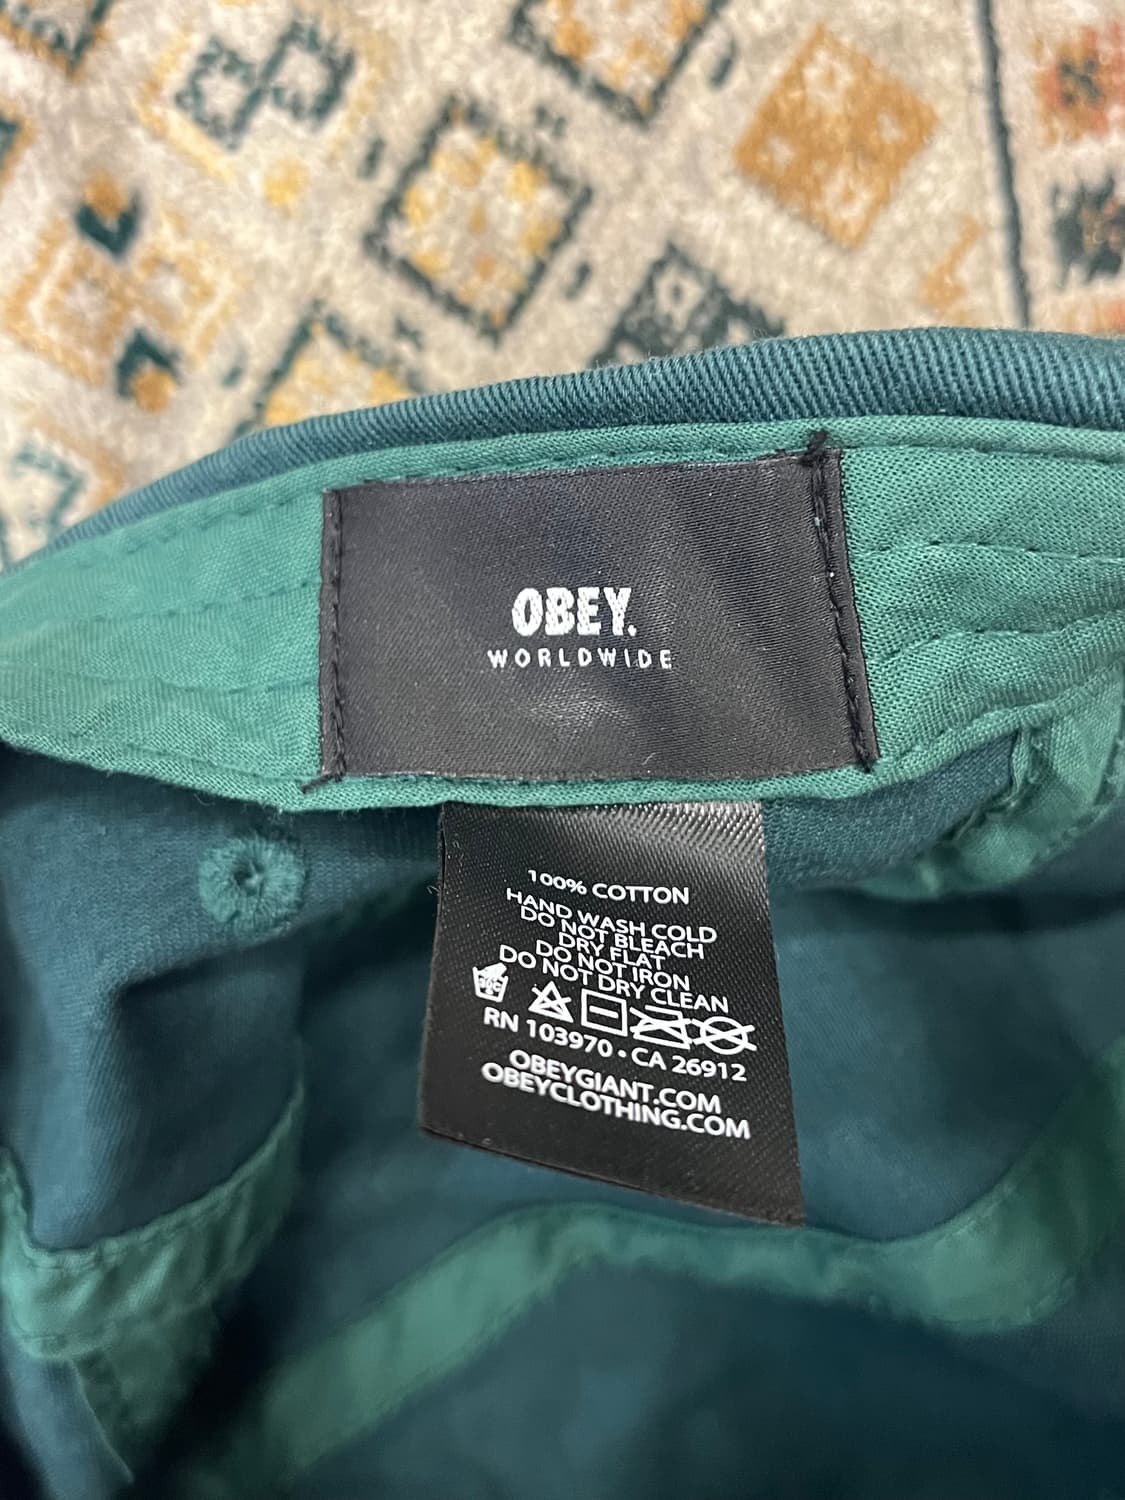 OBEY.
WORLDWIDE
100% COTTON
HAND WASH COLD
DO NOT BLEACH
DRY FLAT
DO NOT IRON
DO NOT DRY CLEAN
RN 103970 • CA 26912
OBEYGIANT.COM
OBEYCLOTHING.COM